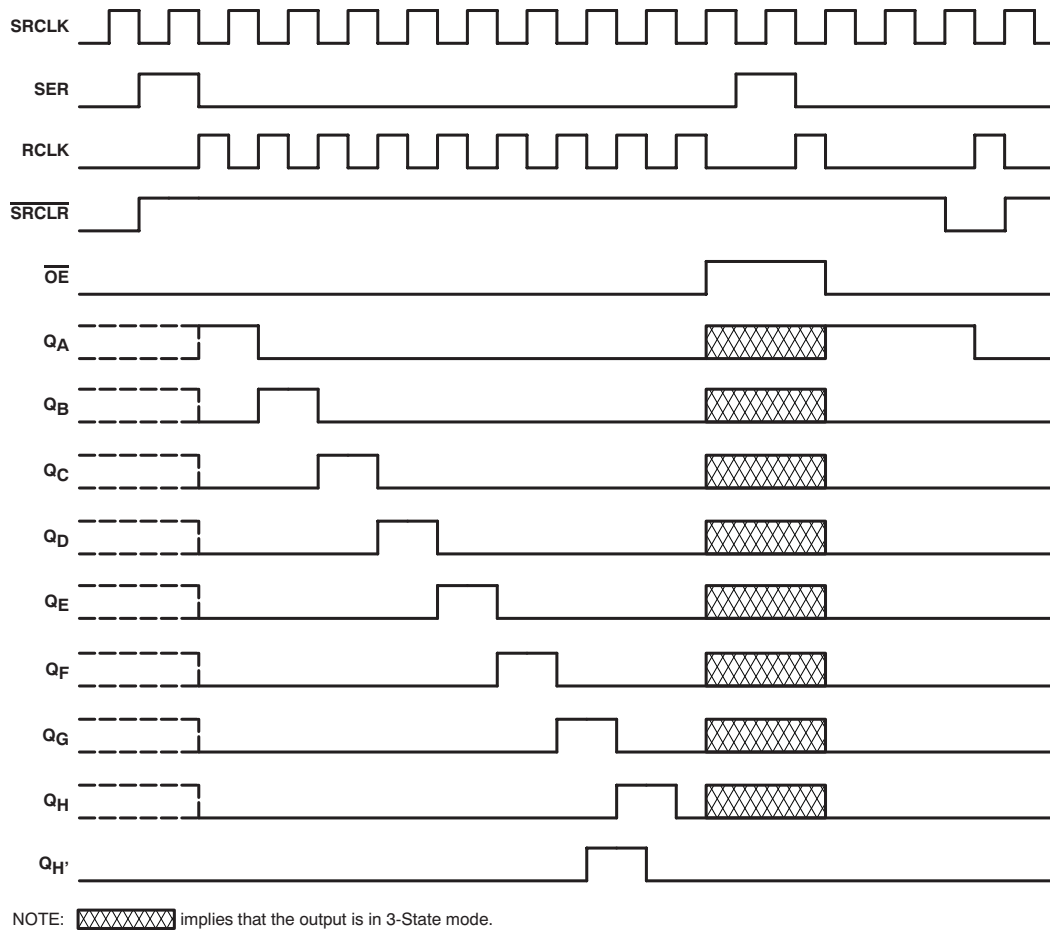 SRCLK
SER
RCLK
SRCLR
OE
QA
QB
QC
QD
QE
QF
QG
QH
QH'
NOTE: implies that the output is in 3-State mode.